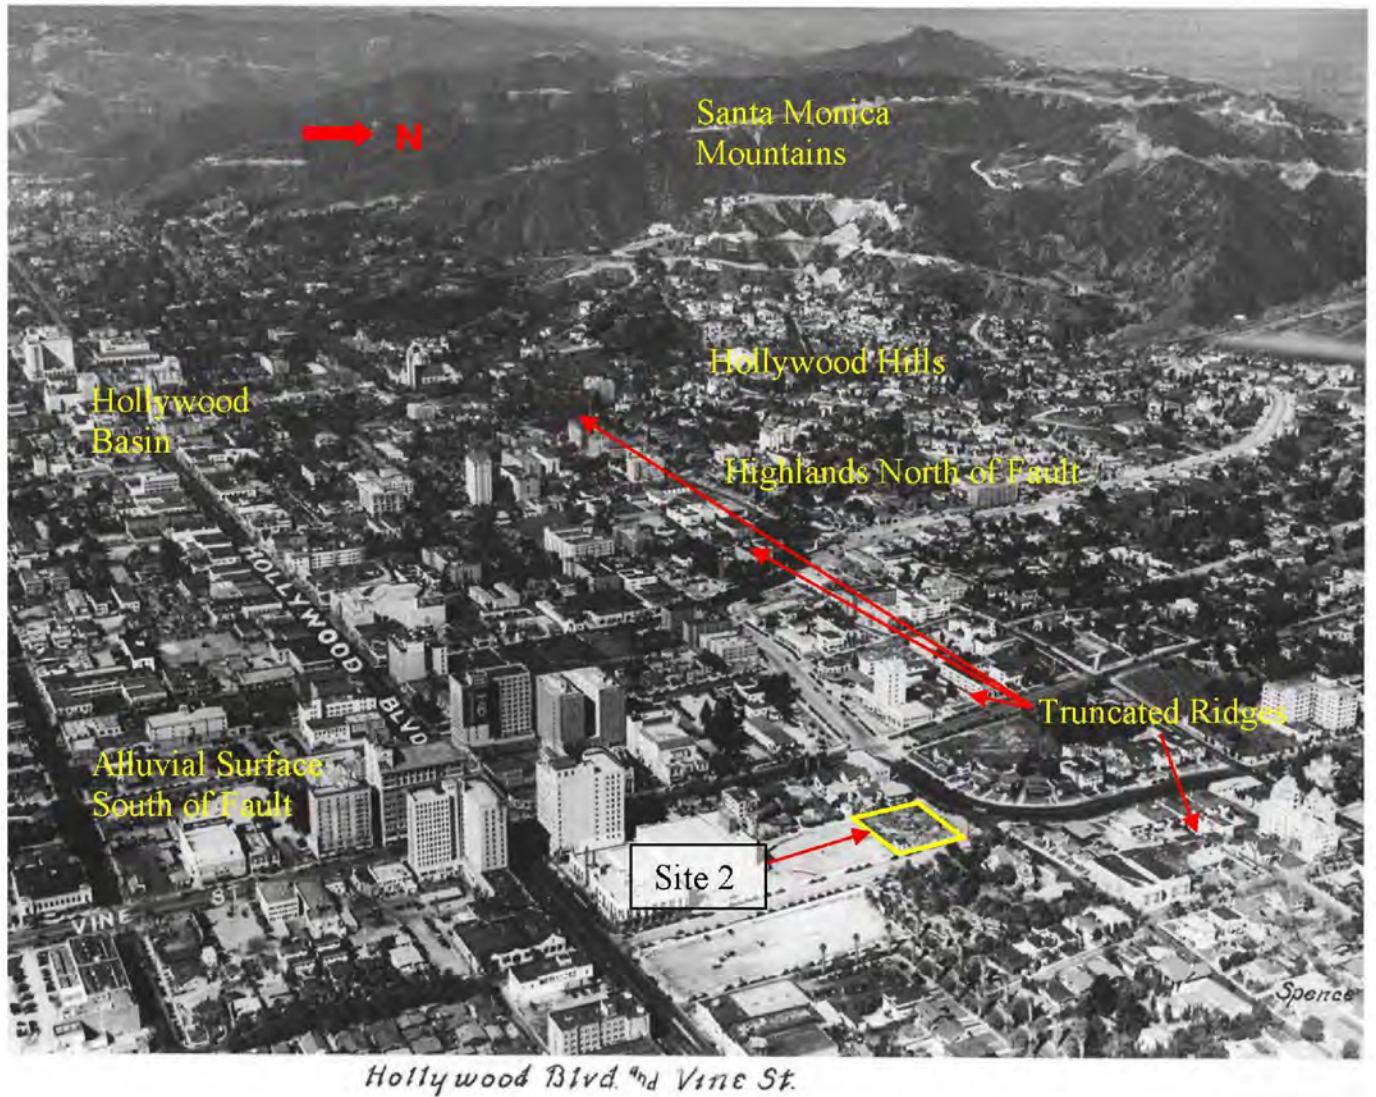 Santa Monica
Mountains
N
Hollywood Hills
Hollywood
Basin
Highlands North of Fault
HOLLYWOOD BLVD
Truncated Ridges
Alluvial Surface
South of Fault
Site 2
VINE ST
Spence
Hollywood Blvd. and Vine St.